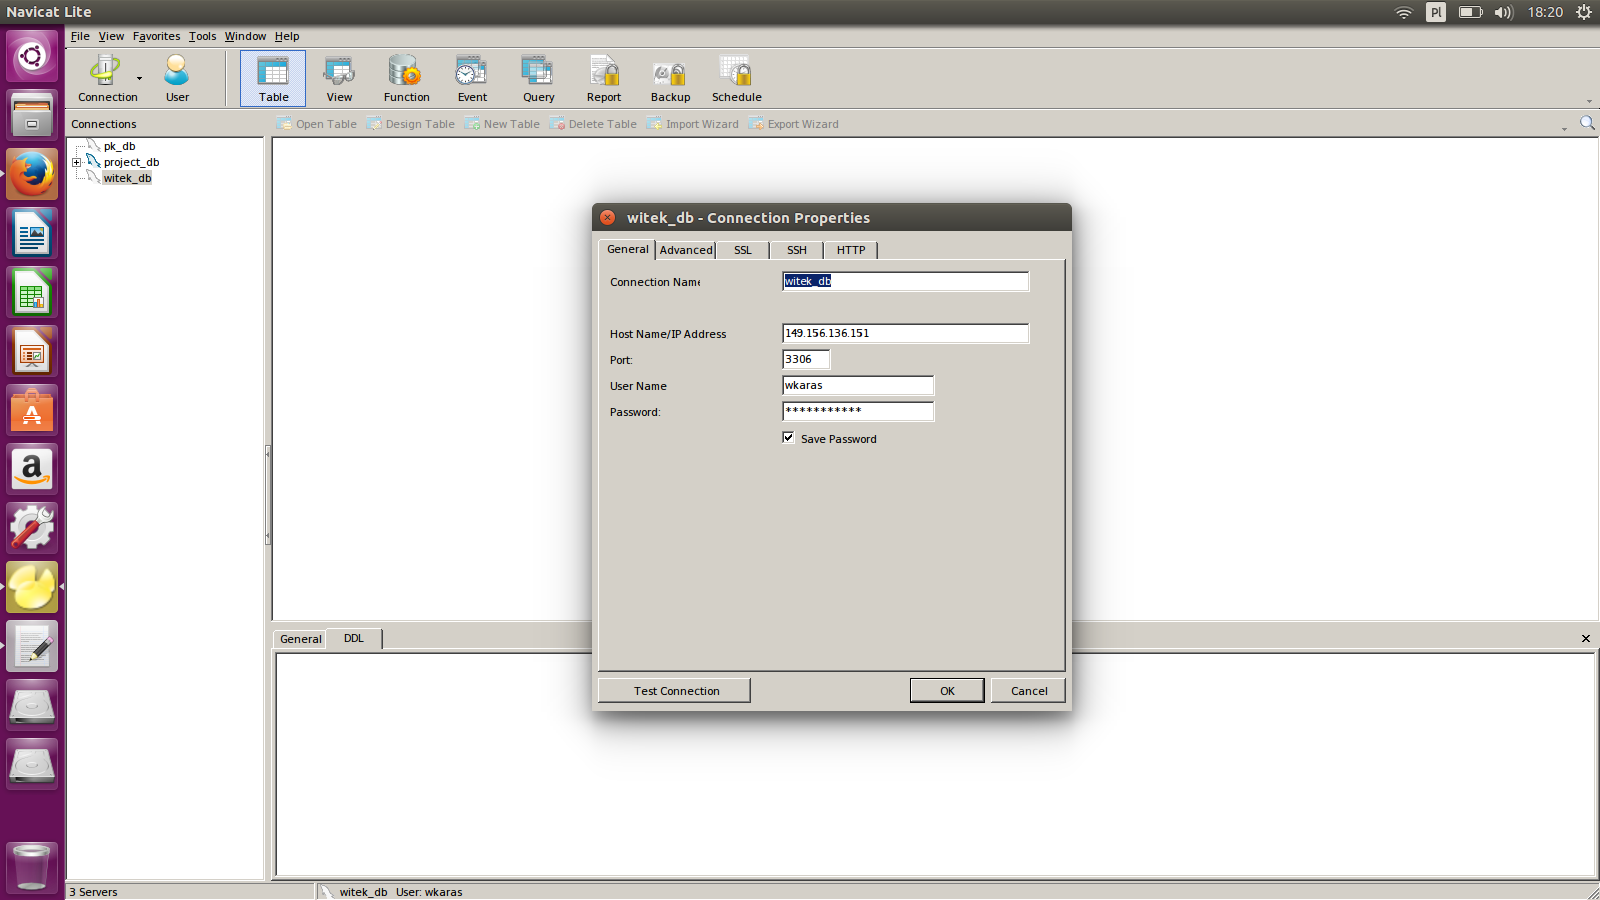 Navicat Lite
Pl
18:20
File View Favorites Tools Window Help
Connection User Table View Function Event Query Report Backup Schedule
Connections
Open Table Design Table New Table Delete Table Import Wizard Export Wizard
pk_db
project_db
witek_db
witek_db - Connection Properties
General Advanced SSL SSH HTTP
Connection Name witek_db
Host Name/IP Address 149.156.136.151
Port: 3306
User Name wkaras
Password: ***********
Save Password
Test Connection OK Cancel
General DDL
3 Servers witek_db User: wkaras